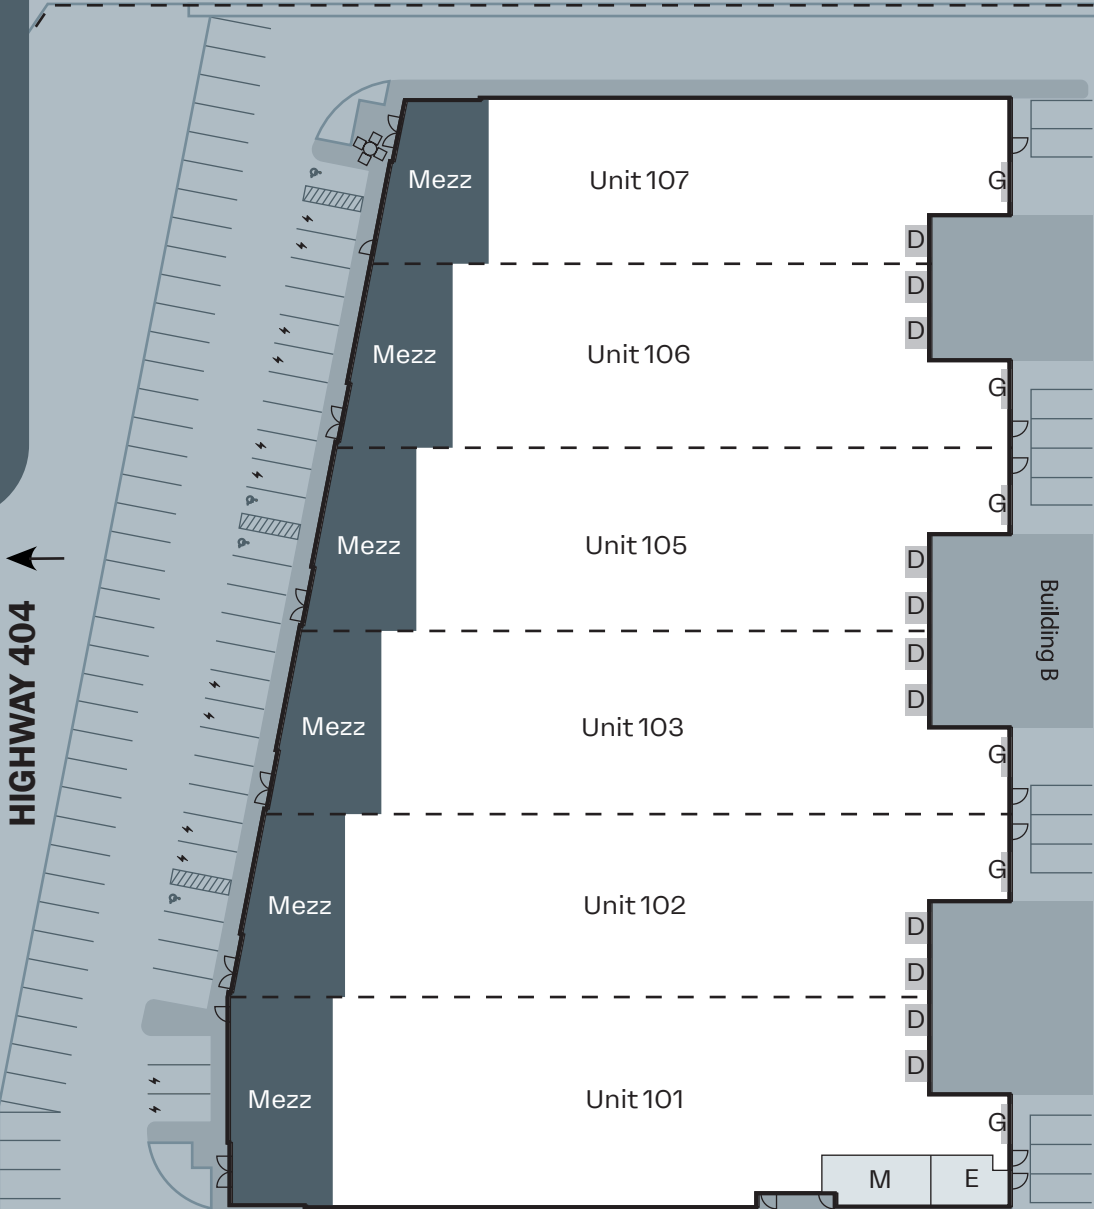 Mezz
Unit 107
G
D
D
D
Mezz
Unit 106
G
G
Mezz
Unit 105
D
D
D
D
Building B
HIGHWAY 404
Mezz
Unit 103
G
G
Mezz
Unit 102
D
D
D
D
Mezz
Unit 101
G
M
E